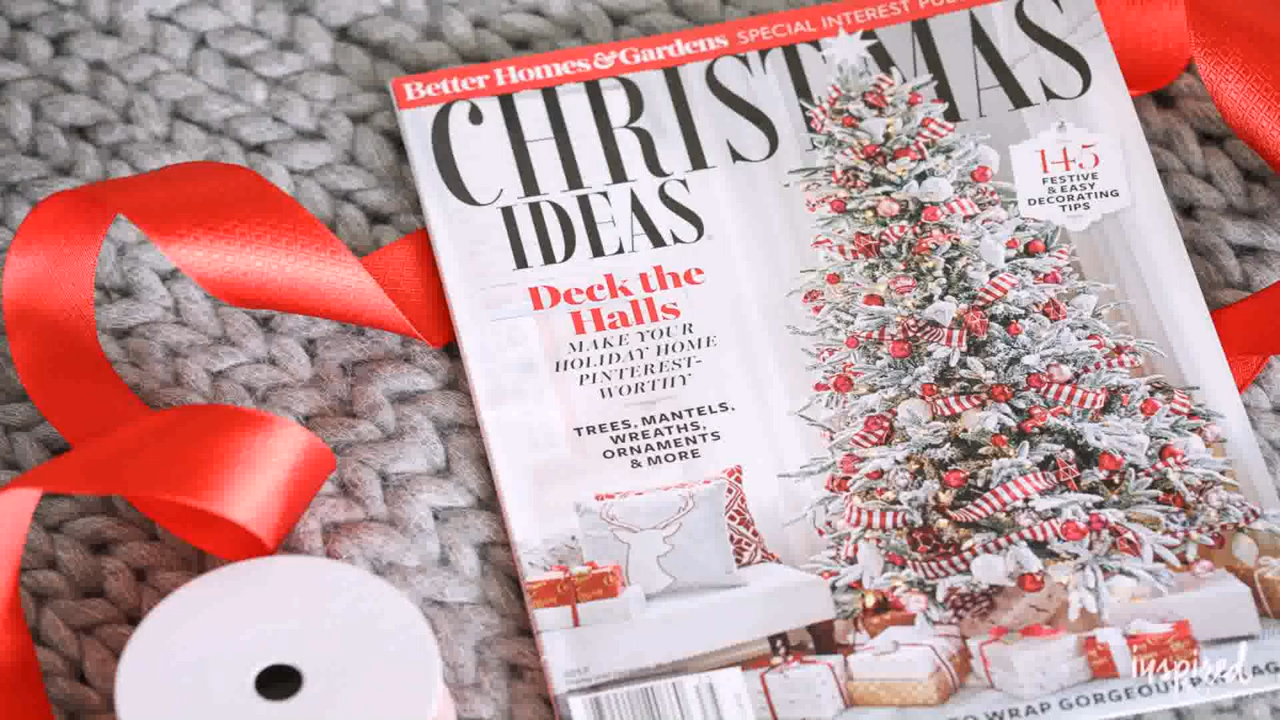 Better Homes & Gardens SPECIAL INTEREST
CHRISTMAS
IDEAS
145
FESTIVE
& EASY
DECORATING
TIPS
Deck the
Halls
MAKE YOUR
HOLIDAY HOME
PINTEREST-
WORTHY
TREES, MANTELS,
WREATHS,
ORNAMENTS
& MORE
inspired
WRAP GORGEOUS